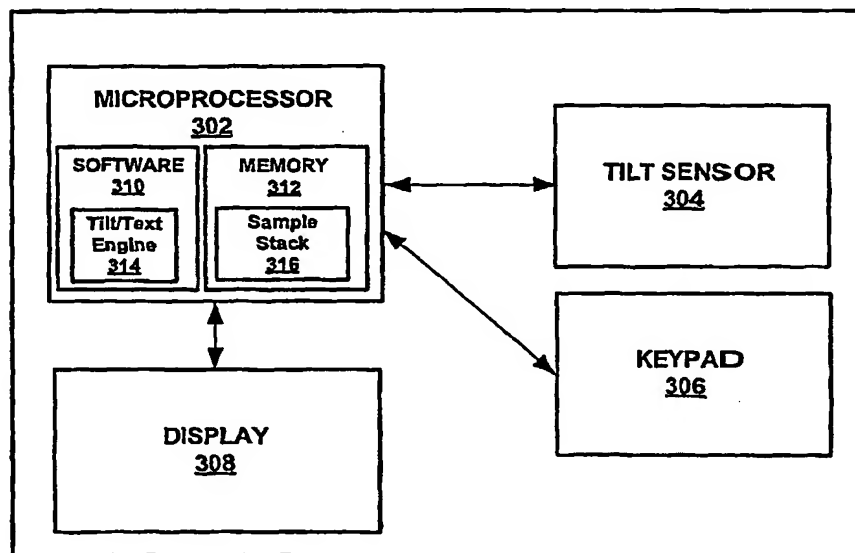 MICROPROCESSOR
302
SOFTWARE
310
Tilt/Text
Engine
314
MEMORY
312
Sample
Stack
316
TILT SENSOR
304
KEYPAD
306
DISPLAY
308